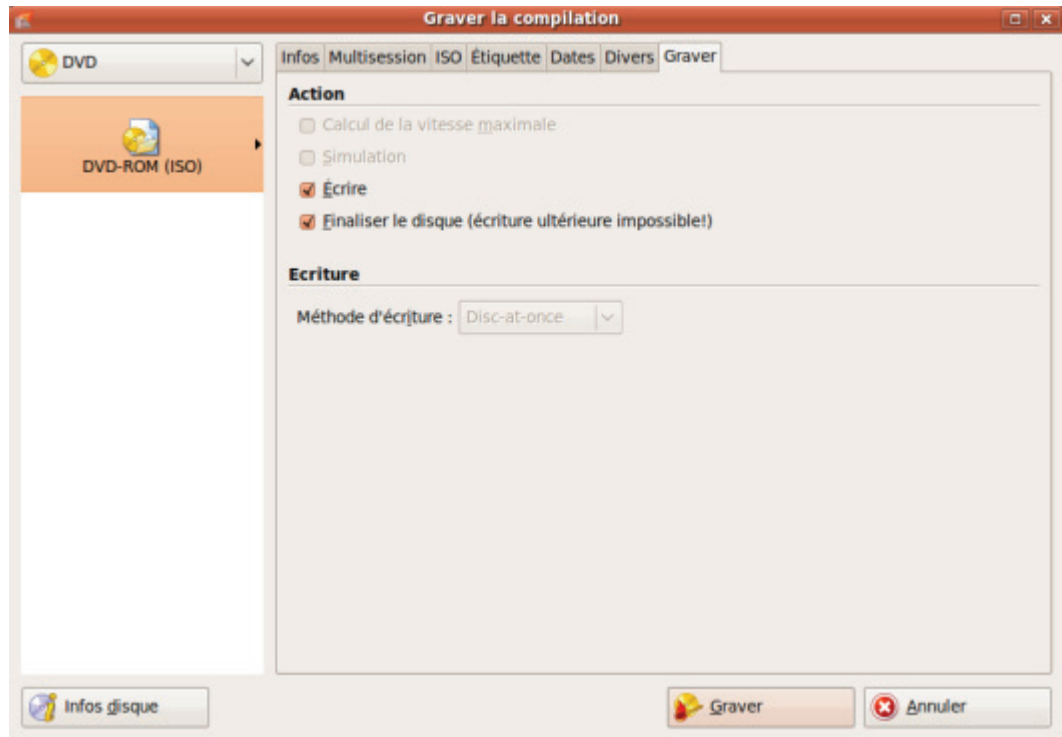 Graver la compilation
DVD
Infos Multisession ISO Étiquette Dates Divers Graver
Action
Calcul de la vitesse maximale
Simulation
DVD-ROM (ISO)
Écrire
Finaliser le disque (écriture ultérieure impossible!)
Ecriture
Méthode d'écriture : Disc-at-once
Infos disque
Graver
Annuler